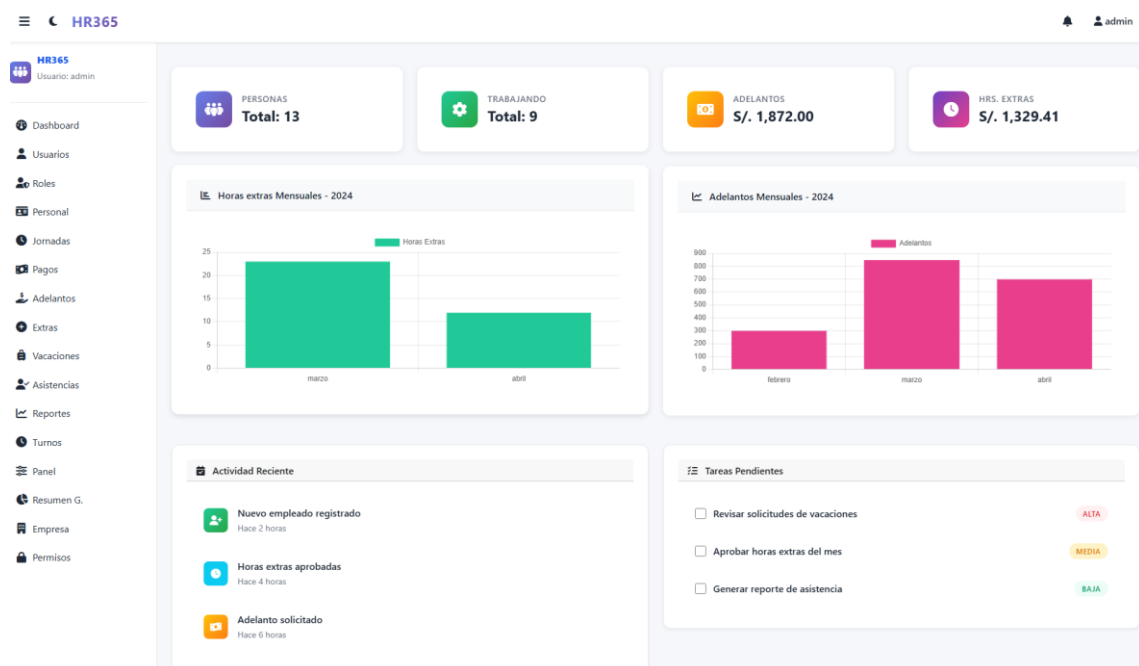 HR365
admin
HR365
Usuario: admin
Dashboard
Usuarios
Roles
Personal
Jornadas
Pagos
Adelantos
Extras
Vacaciones
Asistencias
Reportes
Turnos
Panel
Resumen G.
Empresa
Permisos
PERSONAS
Total: 13
TRABAJANDO
Total: 9
ADELANTOS
S/. 1,872.00
HRS. EXTRAS
S/. 1,329.41
Horas extras Mensuales - 2024
Horas Extras
25
20
15
10
5
0
marzo
abril
Adelantos Mensuales - 2024
Adelantos
900
800
700
600
500
400
300
200
100
0
febrero
marzo
abril
Actividad Reciente
Nuevo empleado registrado
Hace 2 horas
Horas extras aprobadas
Hace 4 horas
Adelanto solicitado
Hace 6 horas
Tareas Pendientes
Revisar solicitudes de vacaciones
ALTA
Aprobar horas extras del mes
MEDIA
Generar reporte de asistencia
BAJA